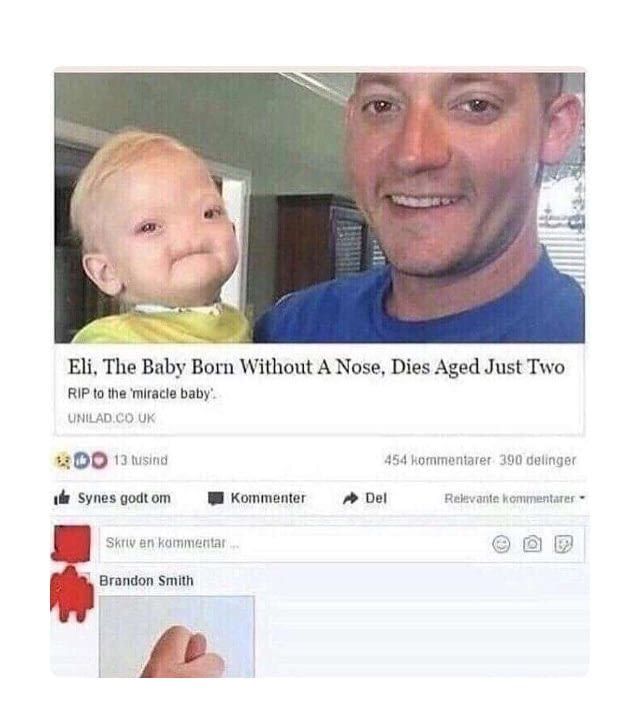 Eli, The Baby Born Without A Nose, Dies Aged Just Two
RIP to the 'miracle baby'.
UNILAD.CO.UK
13 tusind 454 kommentarer 390 delinger
Synes godt om Kommenter Del Relevante kommentarer
Skriv en kommentar ...
Brandon Smith